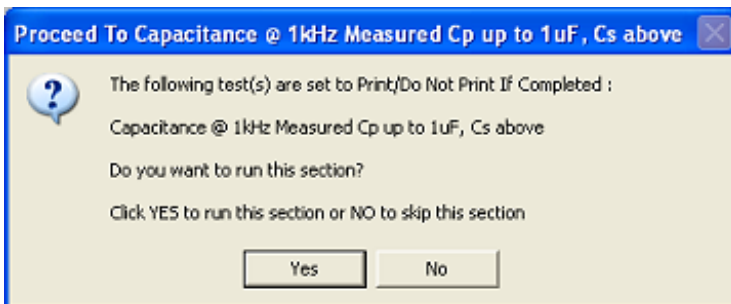 Proceed To Capacitance @ 1kHz Measured Cp up to 1uF, Cs above
The following test(s) are set to Print/Do Not Print If Completed :
Capacitance @ 1kHz Measured Cp up to 1uF, Cs above
Do you want to run this section?
Click YES to run this section or NO to skip this section
Yes
No